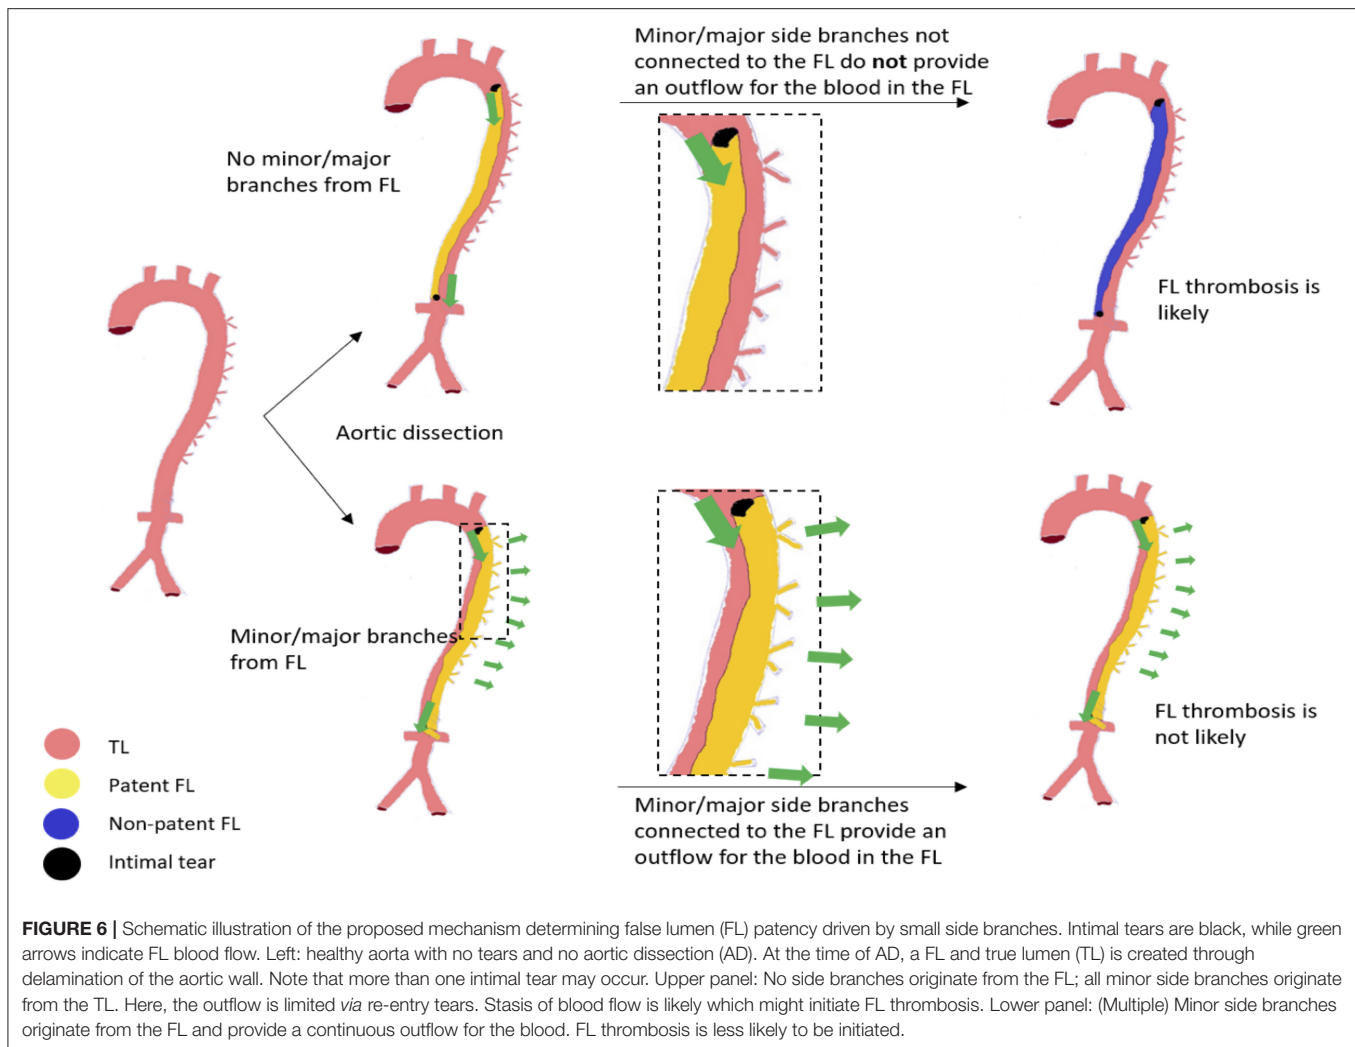 Minor/major side branches not
connected to the FL do not provide
an outflow for the blood in the FL
No minor/major
branches from FL
FL thrombosis is
likely
Aortic dissection
Minor/major branches
from FL
FL thrombosis is
not likely
Minor/major side branches
connected to the FL provide an
outflow for the blood in the FL
TL
Patent FL
Non-patent FL
Intimal tear
FIGURE 6 | Schematic illustration of the proposed mechanism determining false lumen (FL) patency driven by small side branches. Intimal tears are black, while green
arrows indicate FL blood flow. Left: healthy aorta with no tears and no aortic dissection (AD). At the time of AD, a FL and true lumen (TL) is created through
delamination of the aortic wall. Note that more than one intimal tear may occur. Upper panel: No side branches originate from the FL; all minor side branches originate
from the TL. Here, the outflow is limited via re-entry tears. Stasis of blood flow is likely which might initiate FL thrombosis. Lower panel: (Multiple) Minor side branches
originate from the FL and provide a continuous outflow for the blood. FL thrombosis is less likely to be initiated.